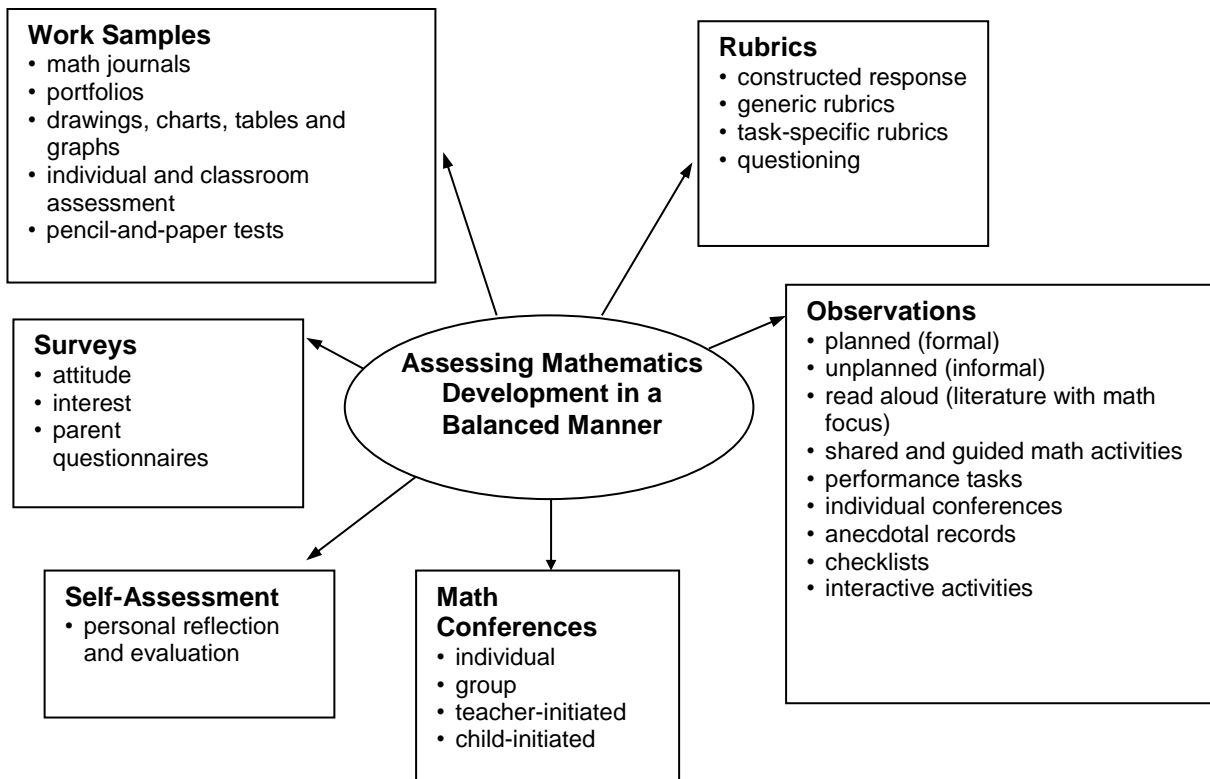 Work Samples
• math journals
• portfolios
• drawings, charts, tables and
graphs
• individual and classroom
assessment
• pencil-and-paper tests
Rubrics
• constructed response
• generic rubrics
• task-specific rubrics
• questioning
Surveys
• attitude
• interest
• parent
questionnaires
Assessing Mathematics
Development in a
Balanced Manner
Observations
• planned (formal)
• unplanned (informal)
• read aloud (literature with math
focus)
• shared and guided math activities
• performance tasks
• individual conferences
• anecdotal records
• checklists
• interactive activities
Self-Assessment
• personal reflection
and evaluation
Math
Conferences
• individual
• group
• teacher-initiated
• child-initiated